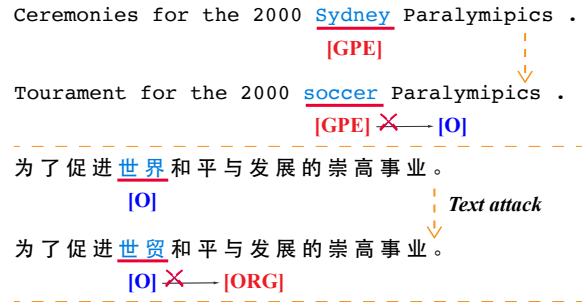 Ceremonies for the 2000 Sydney Paralymipics .
[GPE]
Tourament for the 2000 soccer Paralymipics .
[GPE] [O]
为了促进世界和平与发展的崇高事业。
[O]
Text attack
为了促进世贸和平与发展的崇高事业。
[O] [ORG]